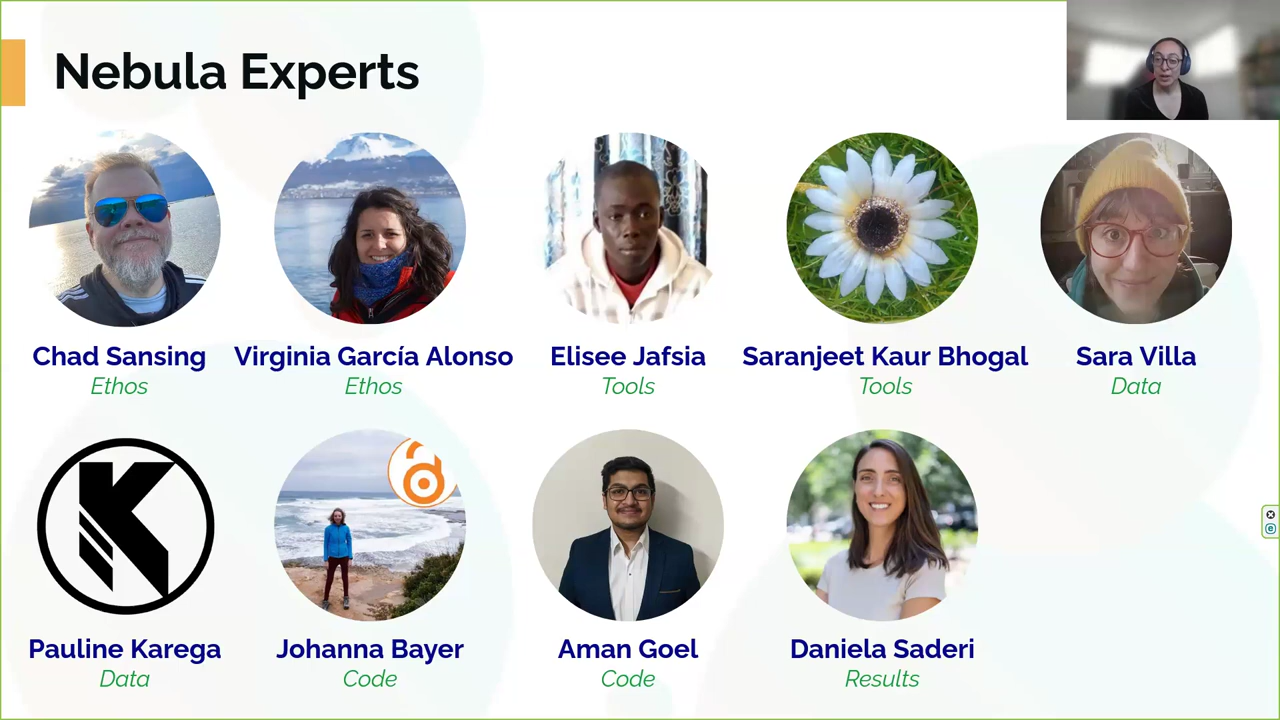 Nebula Experts
Chad Sansing
Ethos
Virginia García Alonso
Ethos
Elisee Jafsia
Tools
Saranjeet Kaur Bhogal
Tools
Sara Villa
Data
K
Pauline Karega
Data
Johanna Bayer
Code
Aman Goel
Code
Daniela Saderi
Results